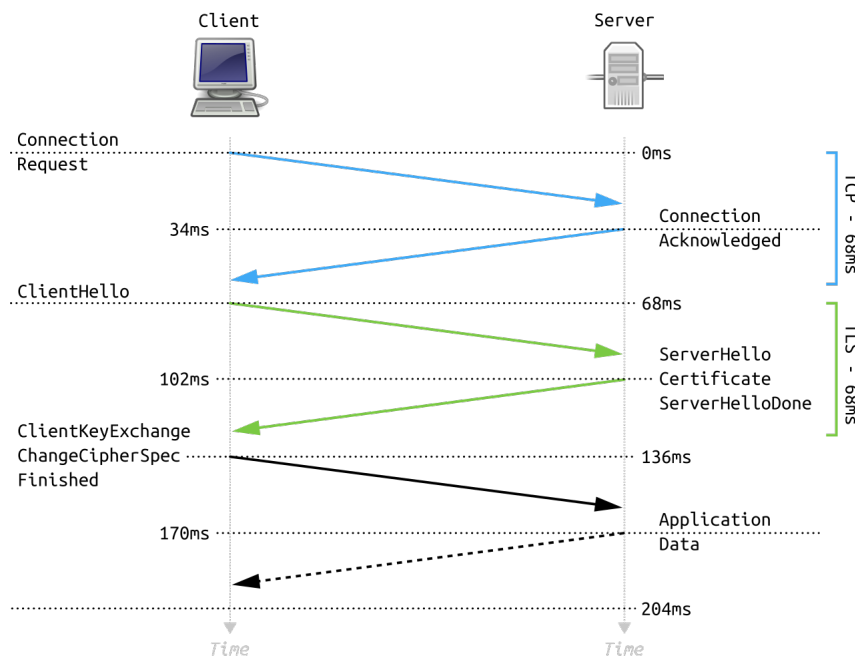 Client
Server
Connection
Request
0ms
34ms
Connection
Acknowledged
TCP - 68ms
ClientHello
68ms
102ms
ServerHello
Certificate
ServerHelloDone
TLS - 68ms
ClientKeyExchange
ChangeCipherSpec
Finished
136ms
170ms
Application
Data
204ms
Time
Time